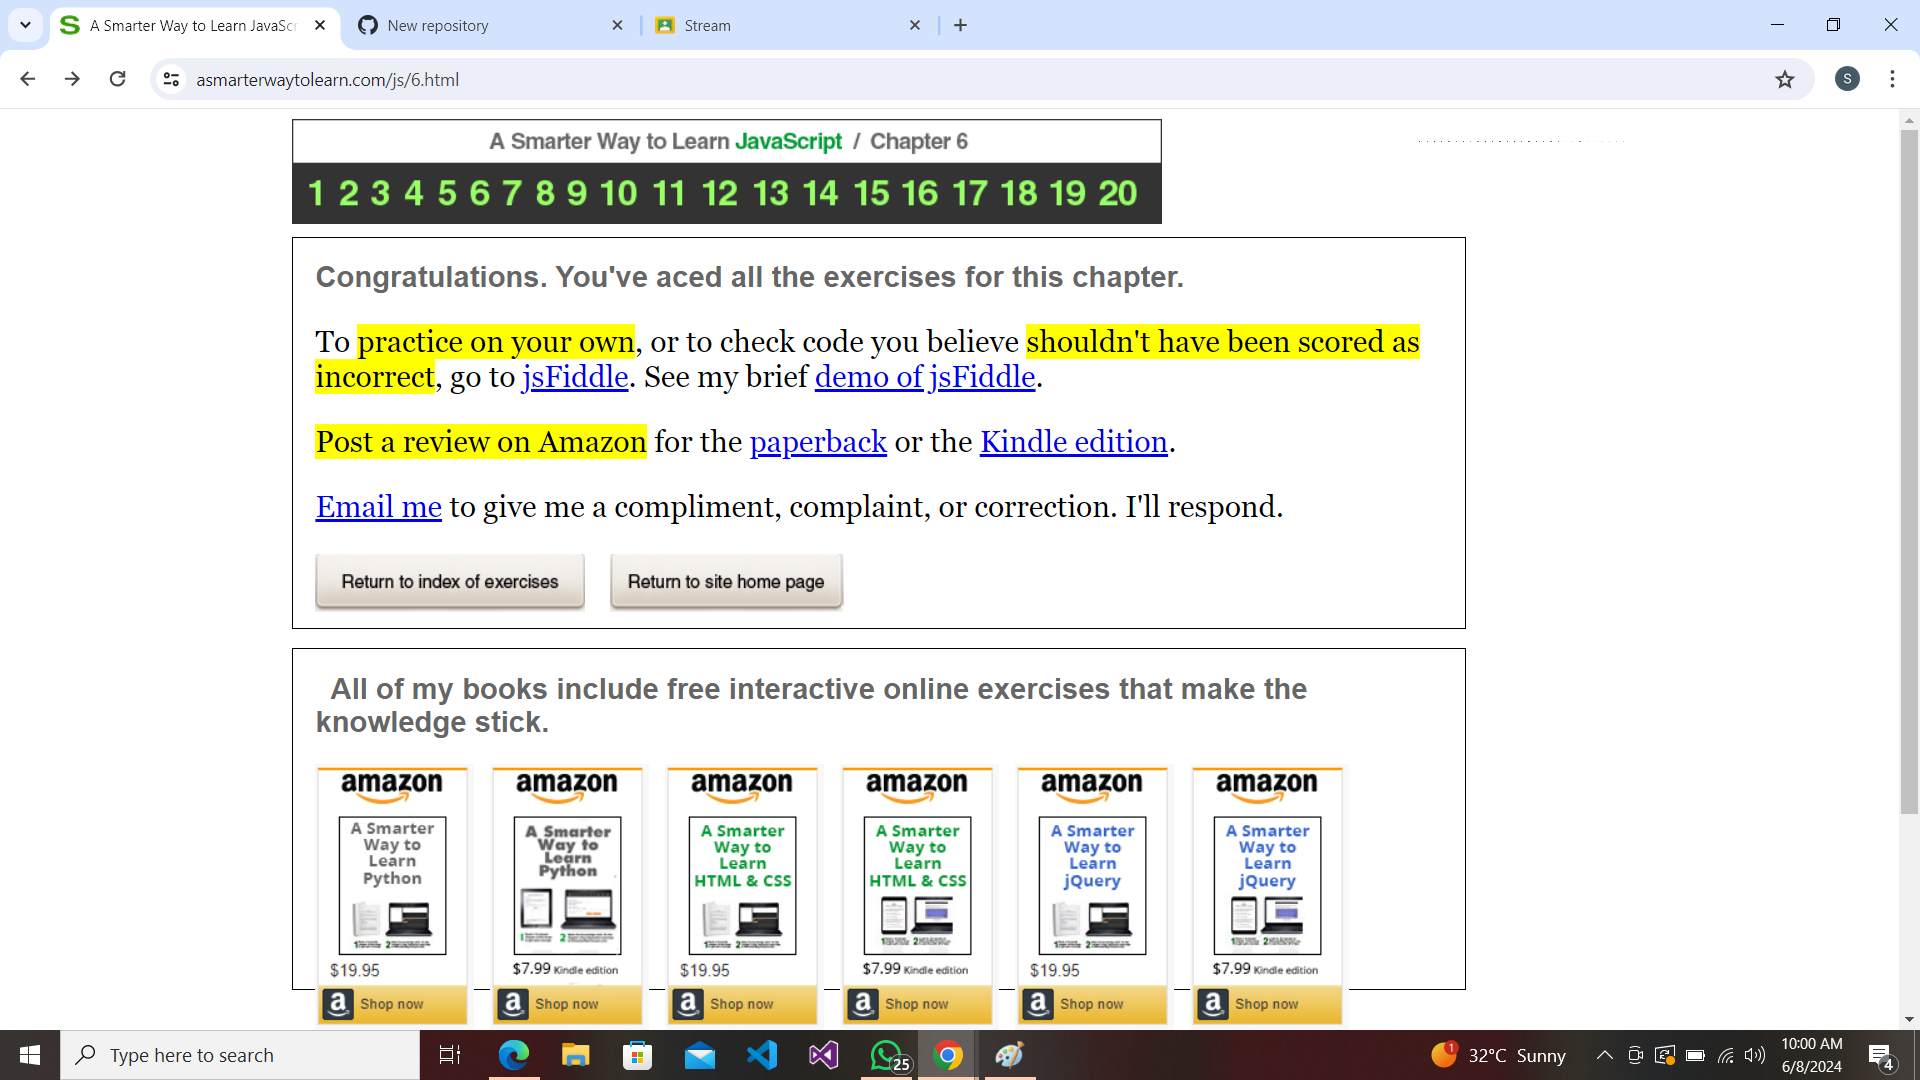 A Smarter Way to Learn JavaScr
New repository
Stream
asmarterwaytolearn.com/js/6.html
S
A Smarter Way to Learn JavaScript / Chapter 6
1 2 3 4 5 6 7 8 9 10 11 12 13 14 15 16 17 18 19 20
Congratulations. You've aced all the exercises for this chapter.
To practice on your own, or to check code you believe shouldn't have been scored as
incorrect, go to jsFiddle. See my brief demo of jsFiddle.
Post a review on Amazon for the paperback or the Kindle edition.
Email me to give me a compliment, complaint, or correction. I'll respond.
Return to index of exercises Return to site home page
All of my books include free interactive online exercises that make the
knowledge stick.
amazon
A Smarter
Way to
Learn
Python
$19.95
Shop now
amazon
A Smarter
Way to
Learn
Python
$7.99 Kindle edition
Shop now
amazon
A Smarter
Way to
Learn
HTML & CSS
$19.95
Shop now
amazon
A Smarter
Way to
Learn
HTML & CSS
$7.99 Kindle edition
Shop now
amazon
A Smarter
Way to
Learn
jQuery
$19.95
Shop now
amazon
A Smarter
Way to
Learn
jQuery
$7.99 Kindle edition
Shop now
Type here to search
25
1
32°C Sunny
10:00 AM
6/8/2024
4